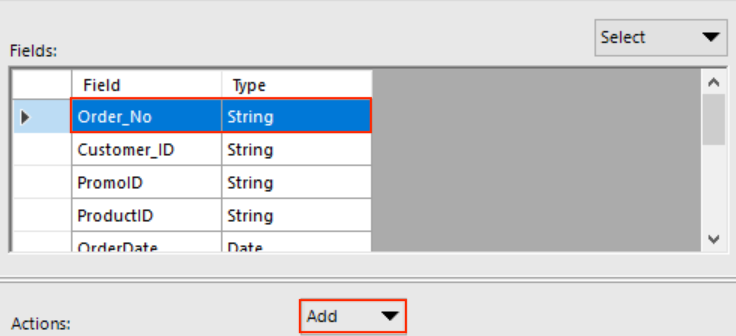 Select
Fields:
Field Type
Order_No String
Customer_ID String
PromoID String
ProductID String
OrderDate Date
Actions: Add